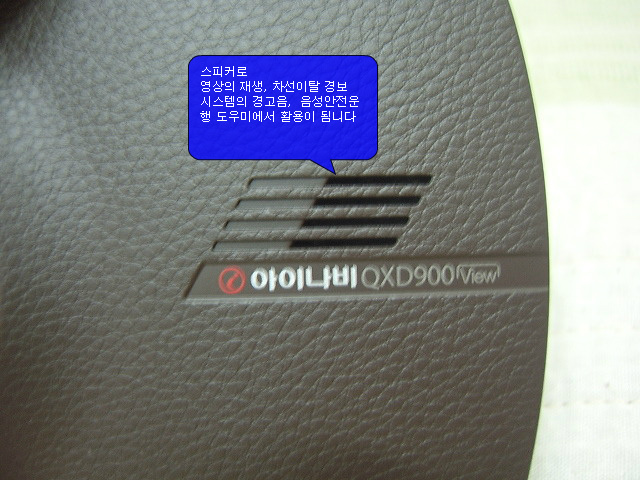 스피커로
영상의 재생, 차선이탈 경보
시스템의 경고음, 음성안전운
행 도우미에서 활용이 됩니다
아이나비 QXD900 View